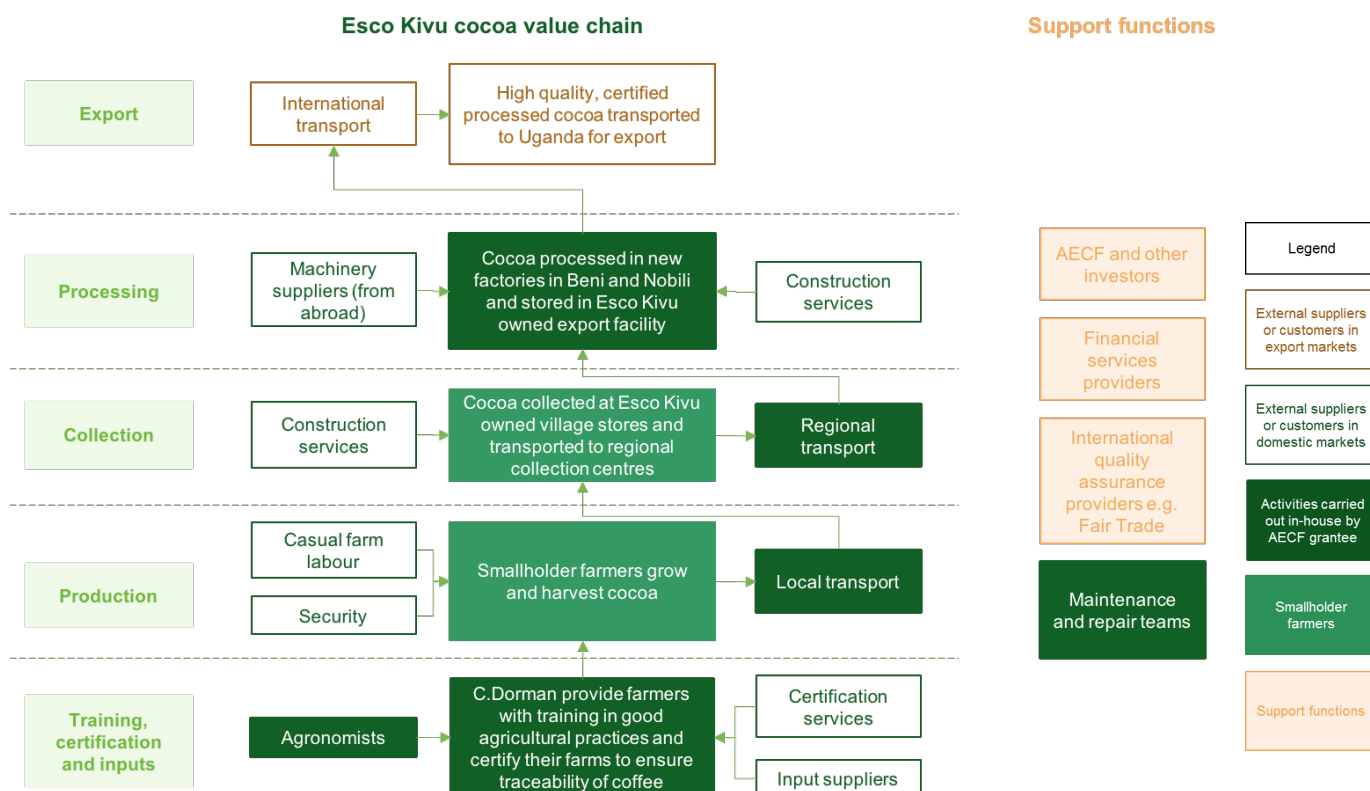 Esco Kivu cocoa value chain
Support functions
Export
International
transport
High quality, certified
processed cocoa transported
to Uganda for export
Processing
Machinery
suppliers (from
abroad)
Cocoa processed in new
factories in Beni and Nobili
and stored in Esco Kivu
owned export facility
Construction
services
Collection
Construction
services
Cocoa collected at Esco Kivu
owned village stores and
transported to regional
collection centres
Regional
transport
Production
Casual farm
labour
Security
Smallholder farmers grow
and harvest cocoa
Local transport
Training,
certification
and inputs
Agronomists
C.Dorman provide farmers
with training in good
agricultural practices and
certify their farms to ensure
traceability of coffee
Certification
services
Input suppliers
AECF and other
investors
Financial
services
providers
International
quality
assurance
providers e.g.
Fair Trade
Maintenance
and repair teams
Legend
External suppliers
or customers in
export markets
External suppliers
or customers in
domestic markets
Activities carried
out in-house by
AECF grantee
Smallholder
farmers
Support functions